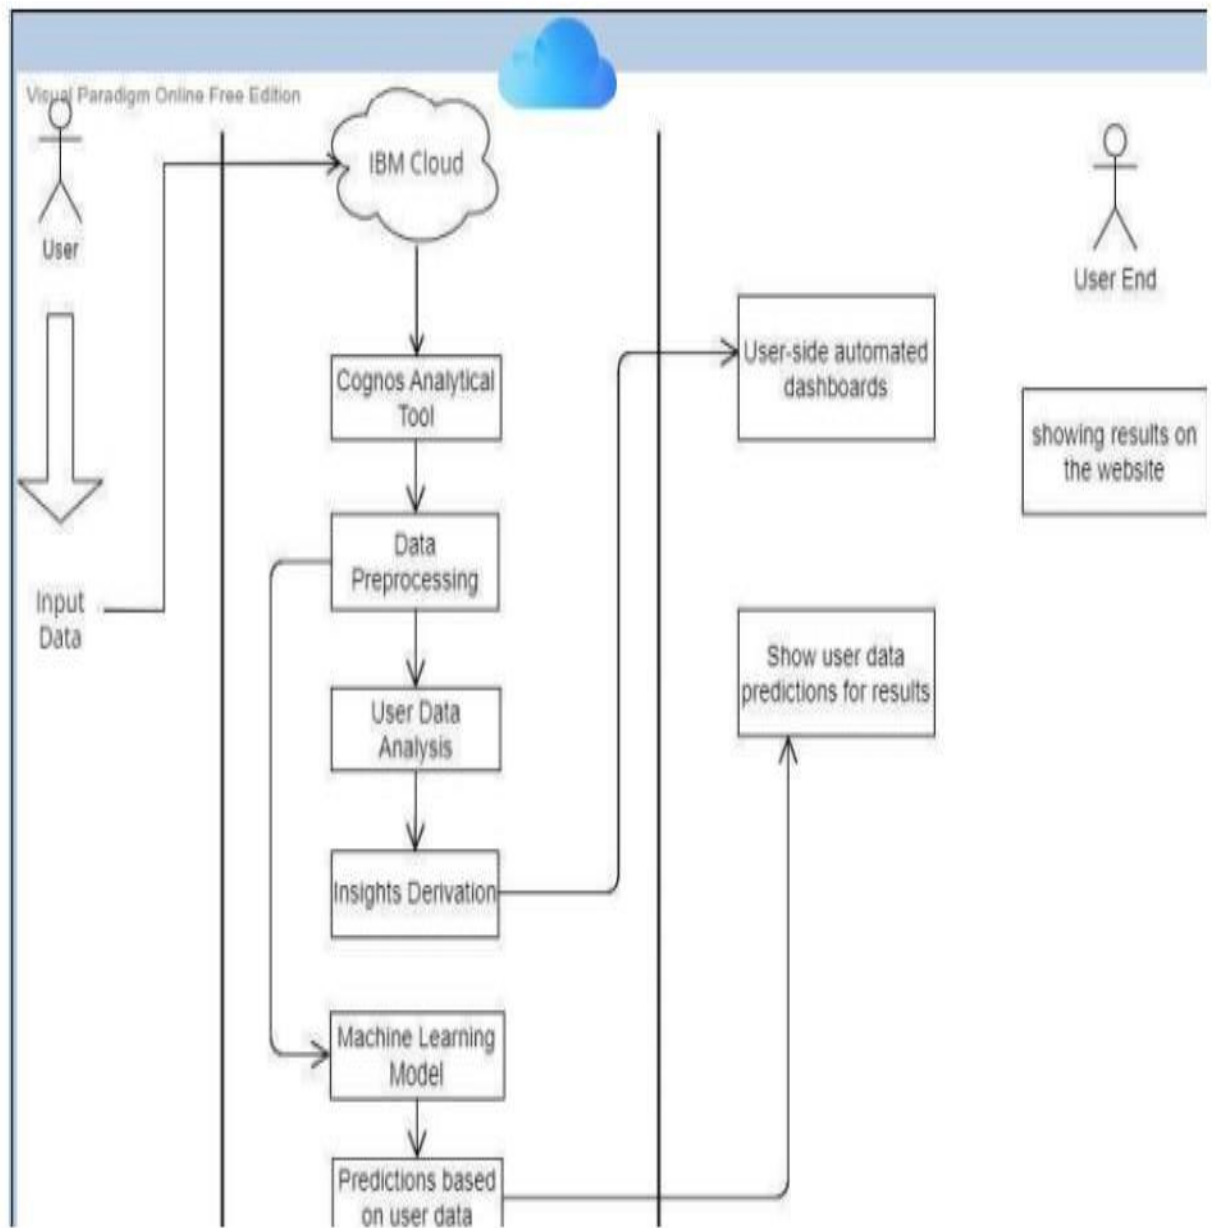 Visual Paradigm Online Free Edition
User
Input
Data
IBM Cloud
Cognos Analytical
Tool
Data
Preprocessing
User Data
Analysis
Insights Derivation
Machine Learning
Model
Predictions based
on user data
User-side automated
dashboards
Show user data
predictions for results
User End
showing results on
the website